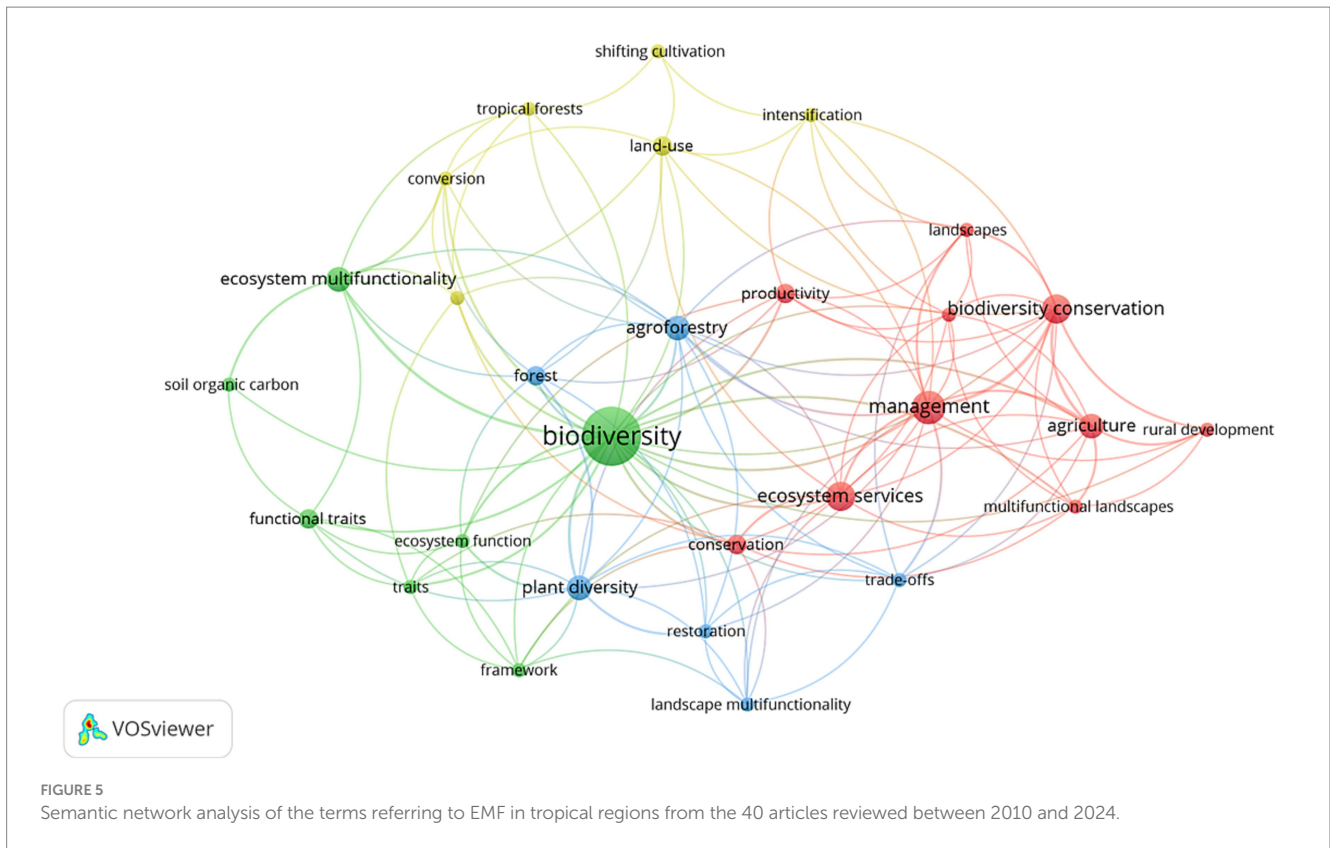 shifting cultivation
tropical forests
intensification
land-use
conversion
landscapes
ecosystem multifunctionality
productivity
biodiversity conservation
agroforestry
forest
soil organic carbon
management
agriculture
rural development
biodiversity
ecosystem services
multifunctional landscapes
functional traits
ecosystem function
conservation
trade-offs
traits
plant diversity
restoration
framework
landscape multifunctionality
VOSviewer
FIGURE 5
Semantic network analysis of the terms referring to EMF in tropical regions from the 40 articles reviewed between 2010 and 2024.